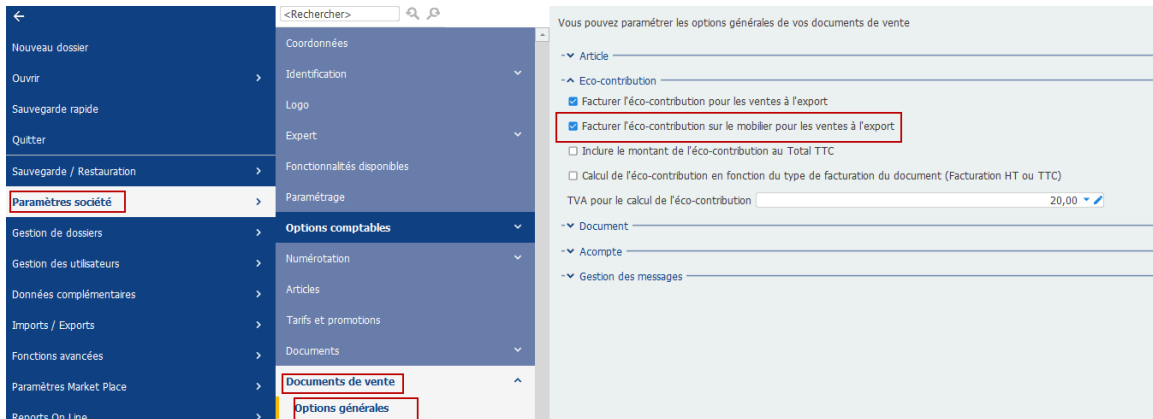 Nouveau dossier
Ouvrir
Sauvegarde rapide
Quitter
Sauvegarde / Restauration
Paramètres société
Gestion de dossiers
Gestion des utilisateurs
Données complémentaires
Imports / Exports
Fonctions avancées
Paramètres Market Place
Reports On Line
<Rechercher>
Coordonnées
Identification
Logo
Expert
Fonctionnalités disponibles
Paramétrage
Options comptables
Numérotation
Articles
Tarifs et promotions
Documents
Documents de vente
Options générales
Vous pouvez paramétrer les options générales de vos documents de vente
Article
Eco-contribution
Facturer l'éco-contribution pour les ventes à l'export
Facturer l'éco-contribution sur le mobilier pour les ventes à l'export
Inclure le montant de l'éco-contribution au Total TTC
Calcul de l'éco-contribution en fonction du type de facturation du document (Facturation HT ou TTC)
TVA pour le calcul de l'éco-contribution 20,00
Document
Acompte
Gestion des messages